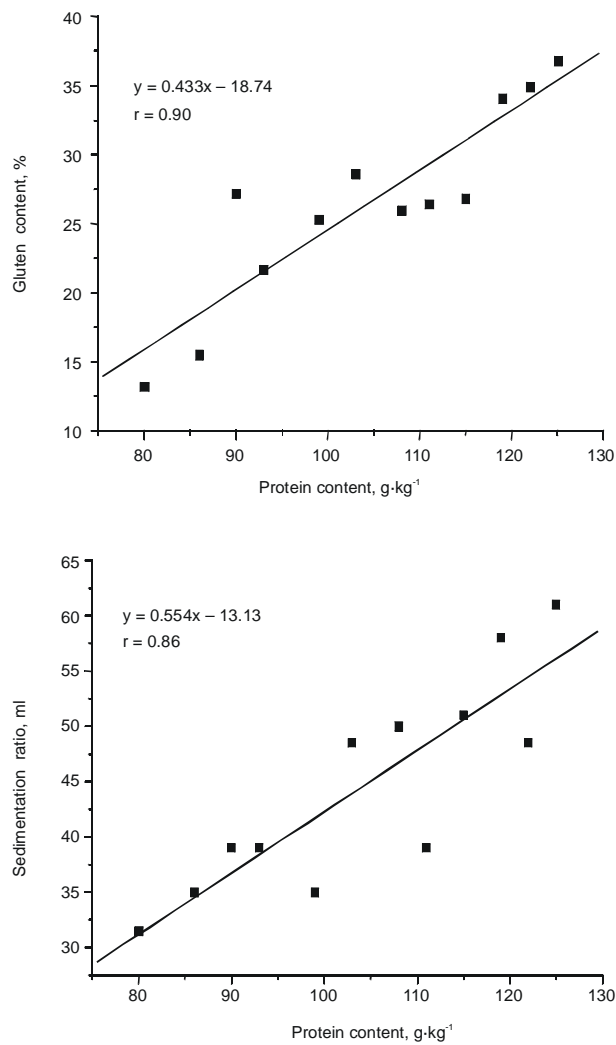 40
35
30
25
20
15
10
y = 0.433x – 18.74
r = 0.90
Gluten content, %
80 90 100 110 120 130
Protein content, g·kg⁻¹
65
60
55
50
45
40
35
30
y = 0.554x – 13.13
r = 0.86
Sedimentation ratio, ml
80 90 100 110 120 130
Protein content, g·kg⁻¹